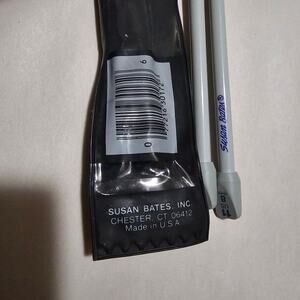 SUSAN BATES, INC.
CHESTER, CT 06412
Made in U.S.A.
Susan Bates®